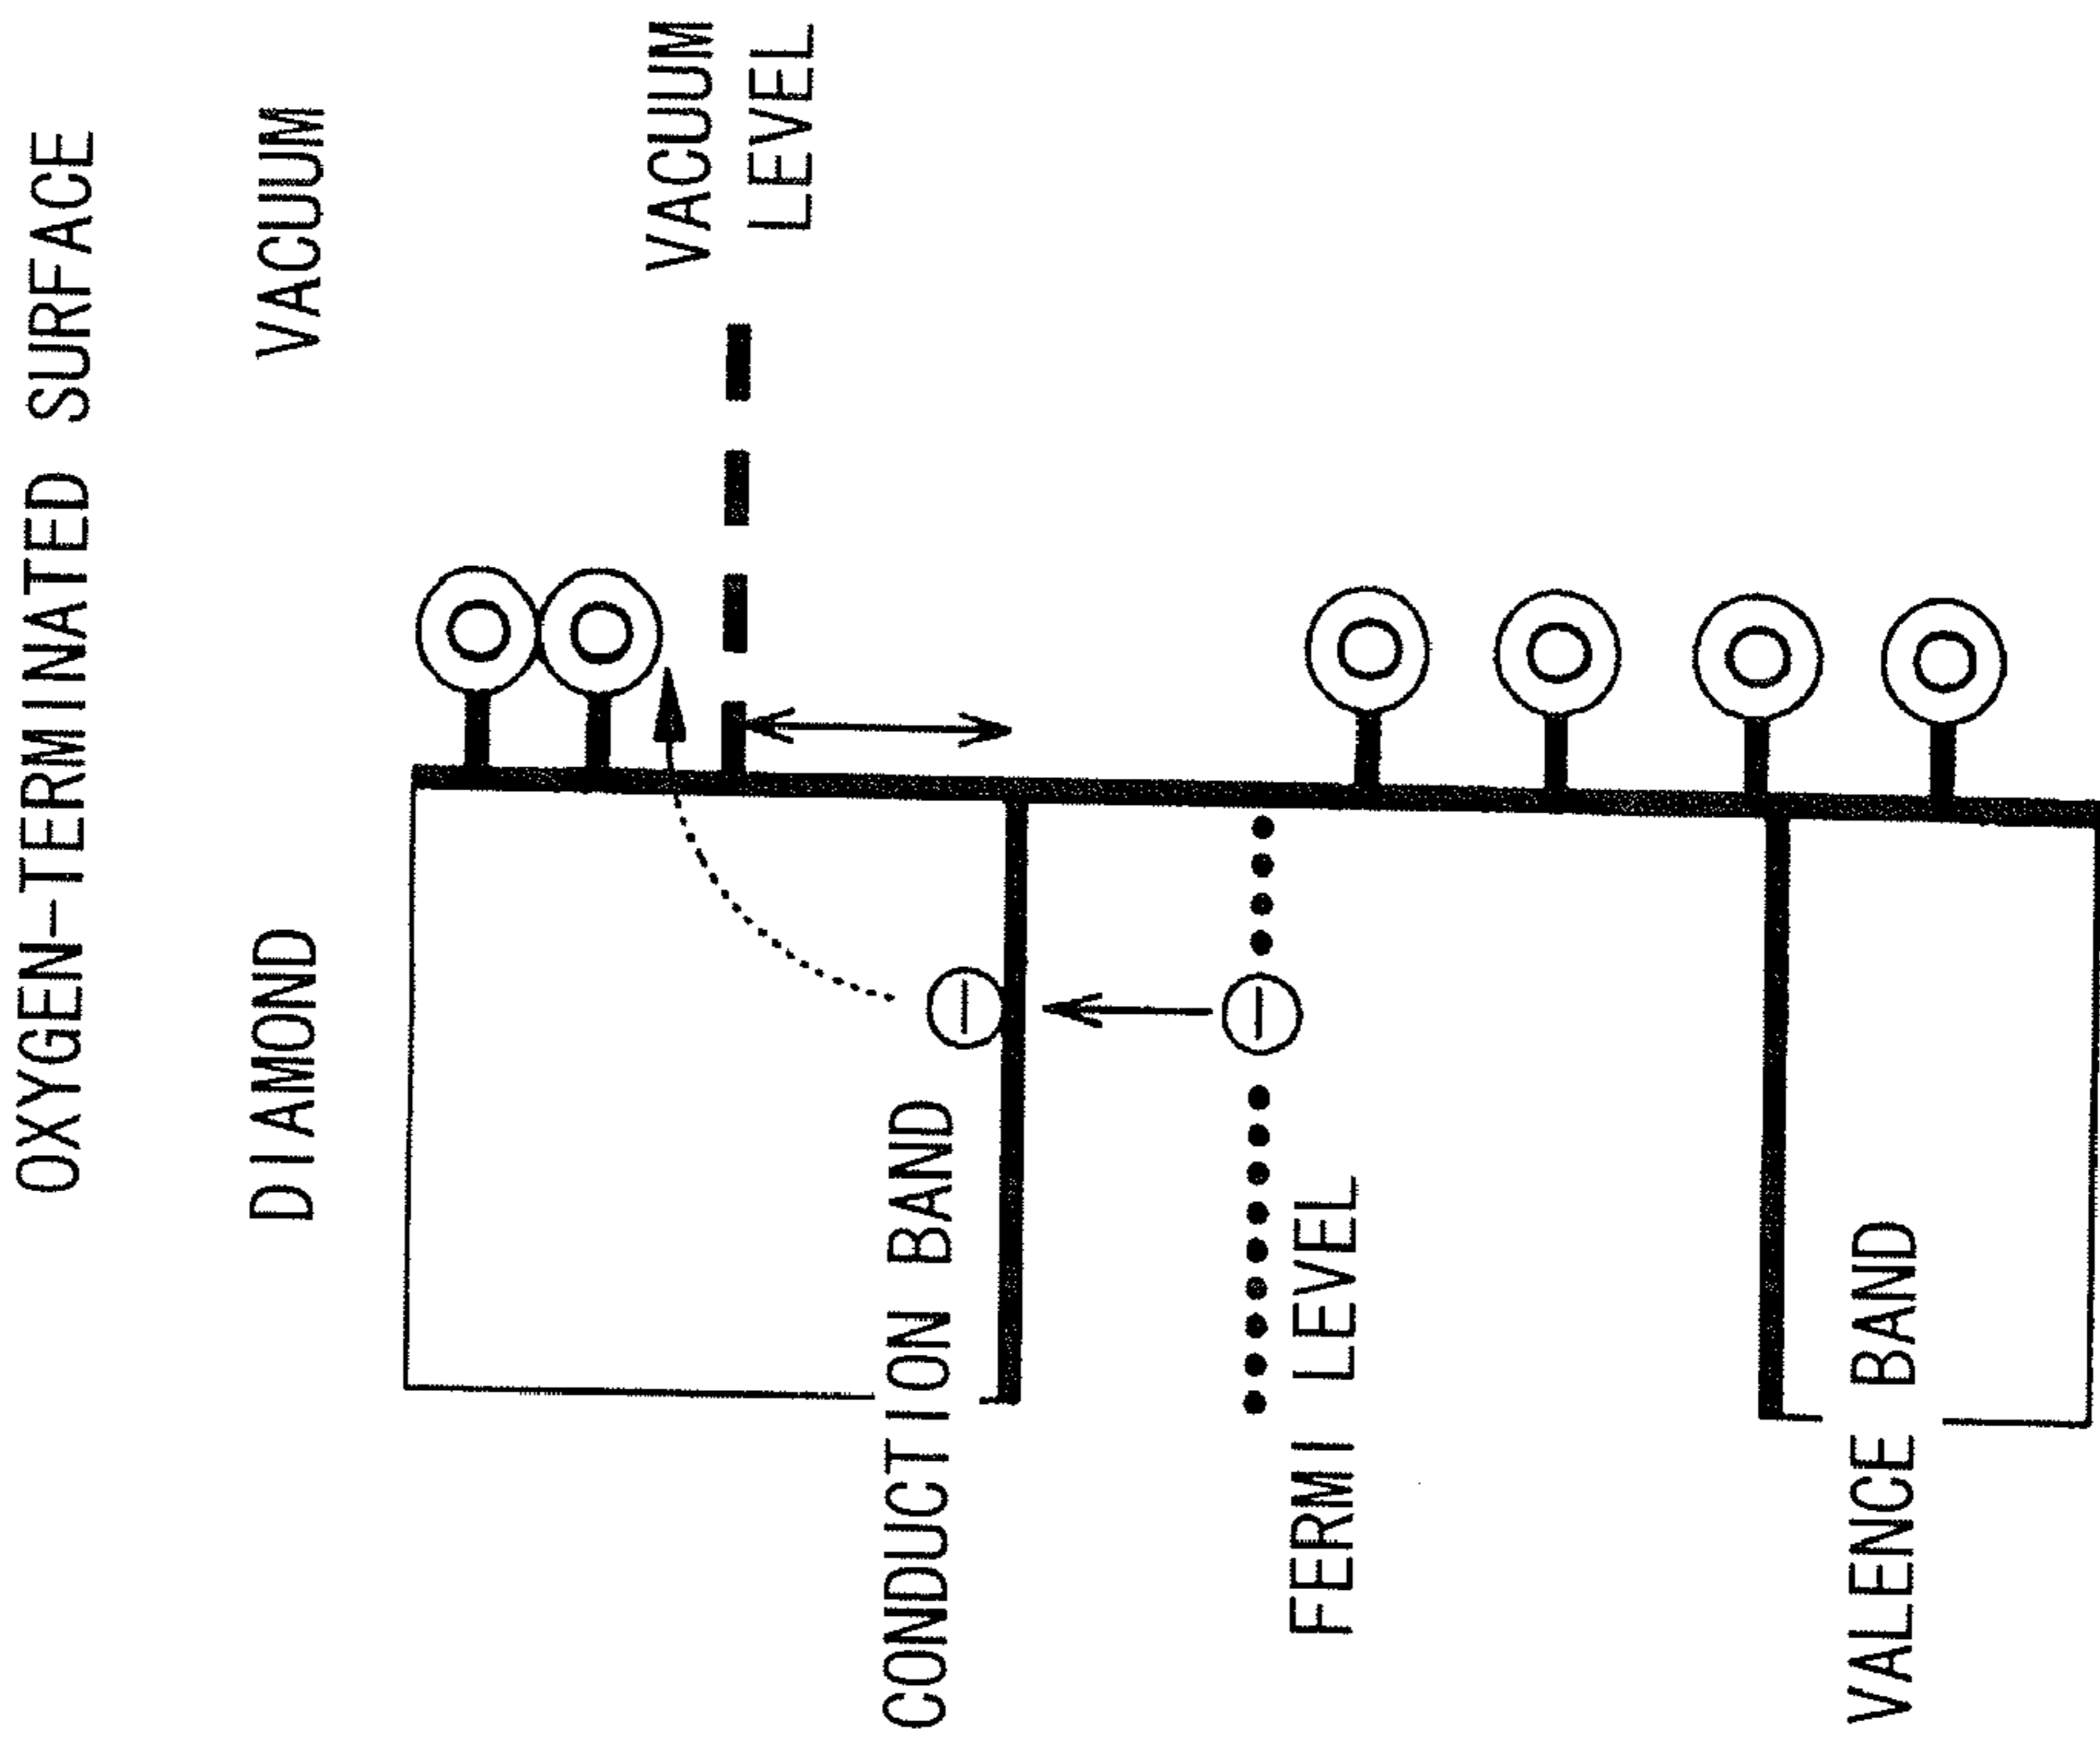 OXYGEN-TERMINATED SURFACE
DIAMOND
VACUUM
VACUUM
LEVEL
CONDUCTION BAND
FERMI LEVEL
VALENCE BAND